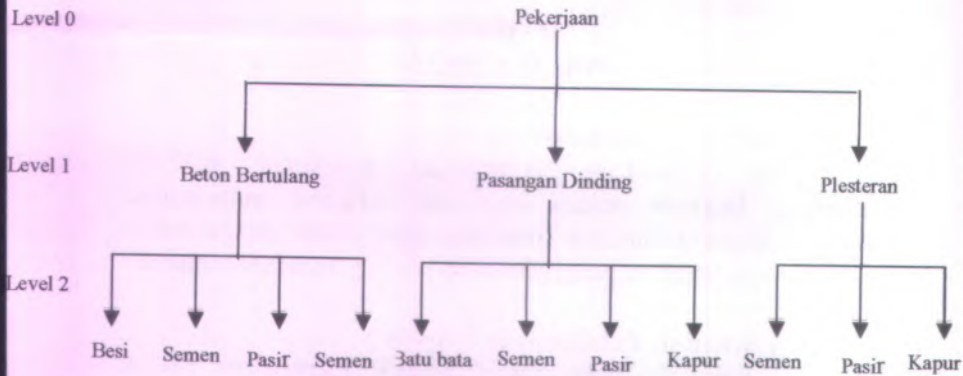 Level 0
Pekerjaan
Level 1
Beton Bertulang
Pasangan Dinding
Plesteran
Level 2
Besi Semen Pasir Semen Batu bata Semen Pasir Kapur Semen Pasir Kapur